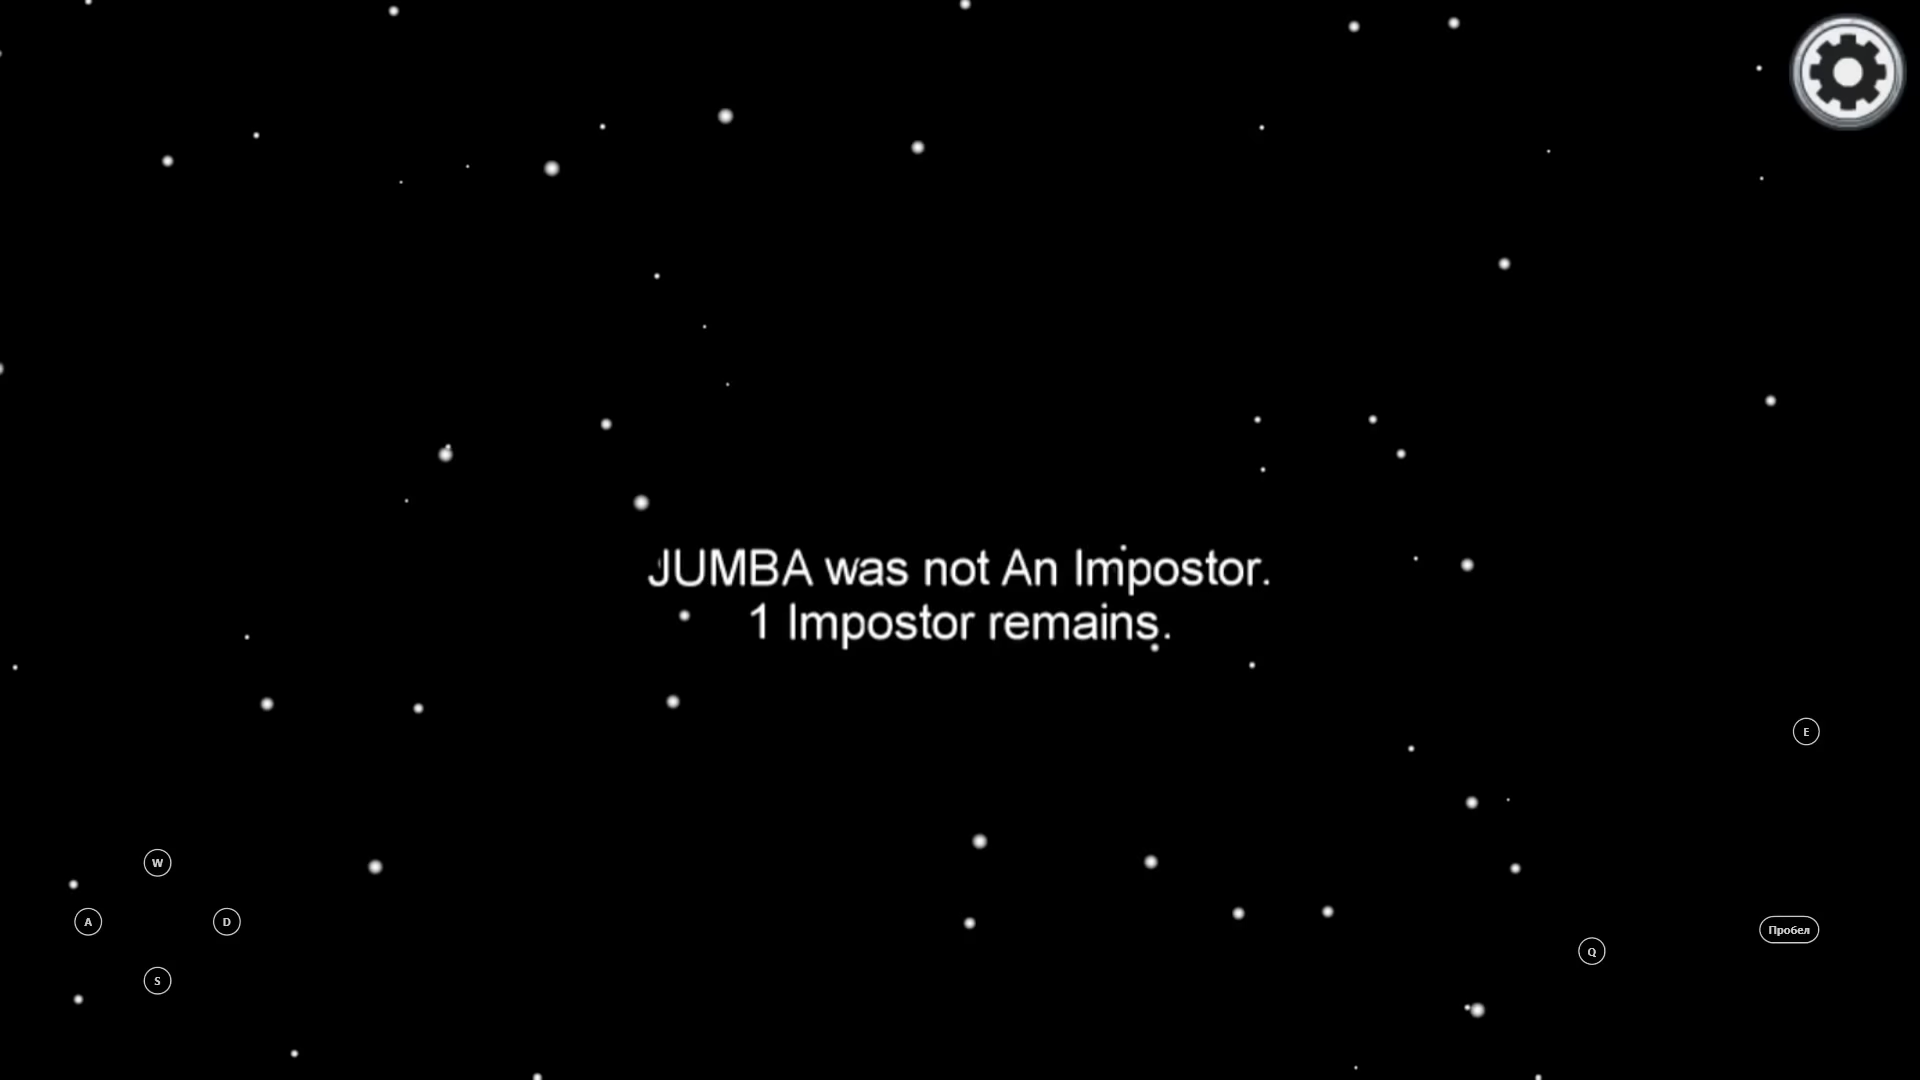 JUMBA was not An Impostor.
1 Impostor remains.
E
W
A
D
Пробел
Q
S